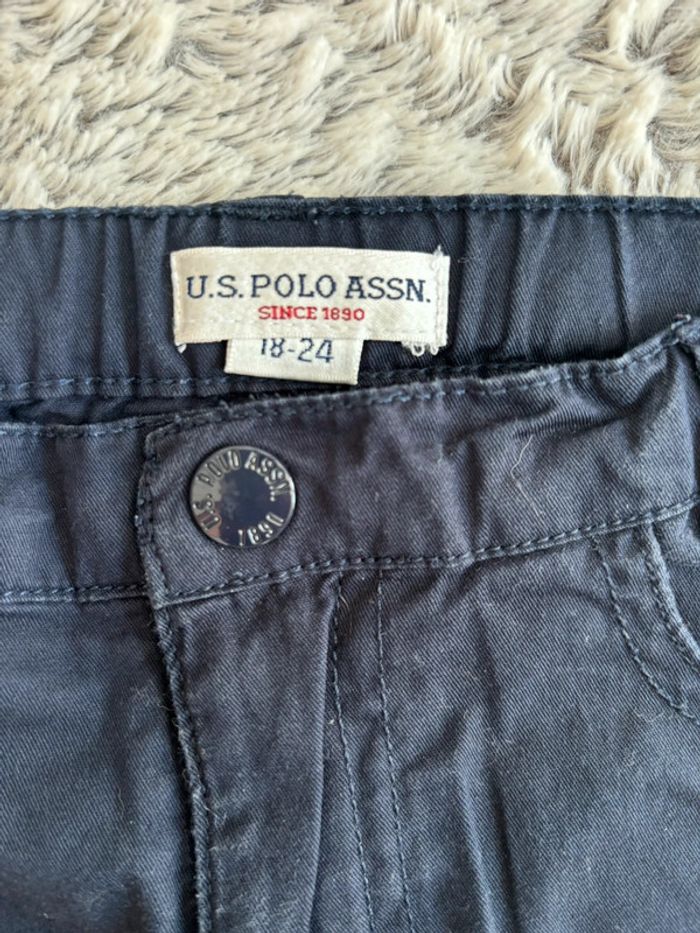 U.S. POLO ASSN.
SINCE 1890
18-24
U.S. POLO ASSN.
1890